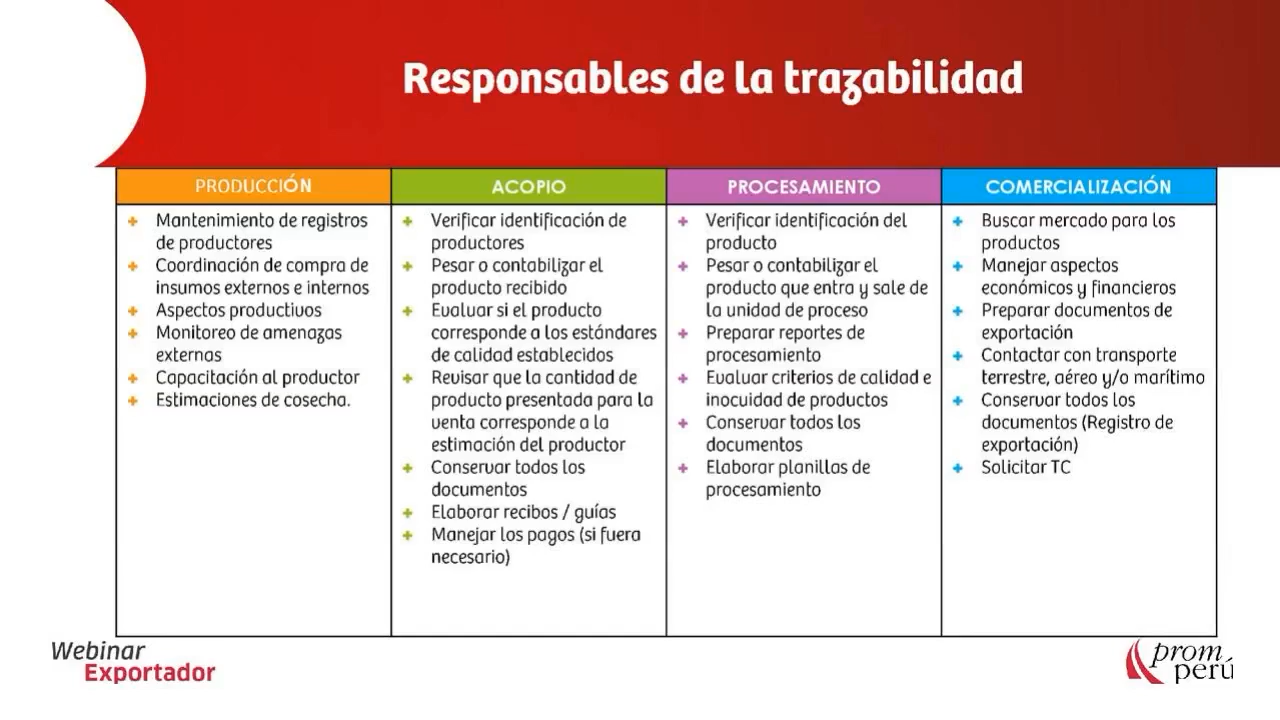 Responsables de la trazabilidad
PRODUCCIÓN
Mantenimiento de registros
de productores
Coordinación de compra de
insumos externos e internos
Aspectos productivos
Monitoreo de amenazas
externas
Capacitación al productor
Estimaciones de cosecha.
ACOPIO
Verificar identificación de
productores
Pesar o contabilizar el
producto recibido
Evaluar si el producto
corresponde a los estándares
de calidad establecidos
Revisar que la cantidad de
producto presentada para la
venta corresponde a la
estimación del productor
Conservar todos los
documentos
Elaborar recibos / guías
Manejar los pagos (si fuera
necesario)
PROCESAMIENTO
Verificar identificación del
producto
Pesar o contabilizar el
producto que entra y sale de
la unidad de proceso
Preparar reportes de
procesamiento
Evaluar criterios de calidad e
inocuidad de productos
Conservar todos los
documentos
Elaborar planillas de
procesamiento
COMERCIALIZACIÓN
Buscar mercado para los
productos
Manejar aspectos
económicos y financieros
Preparar documentos de
exportación
Contactar con transporte
terrestre, aéreo y/o marítimo
Conservar todos los
documentos (Registro de
exportación)
Solicitar TC
Webinar
Exportador
prom
perú